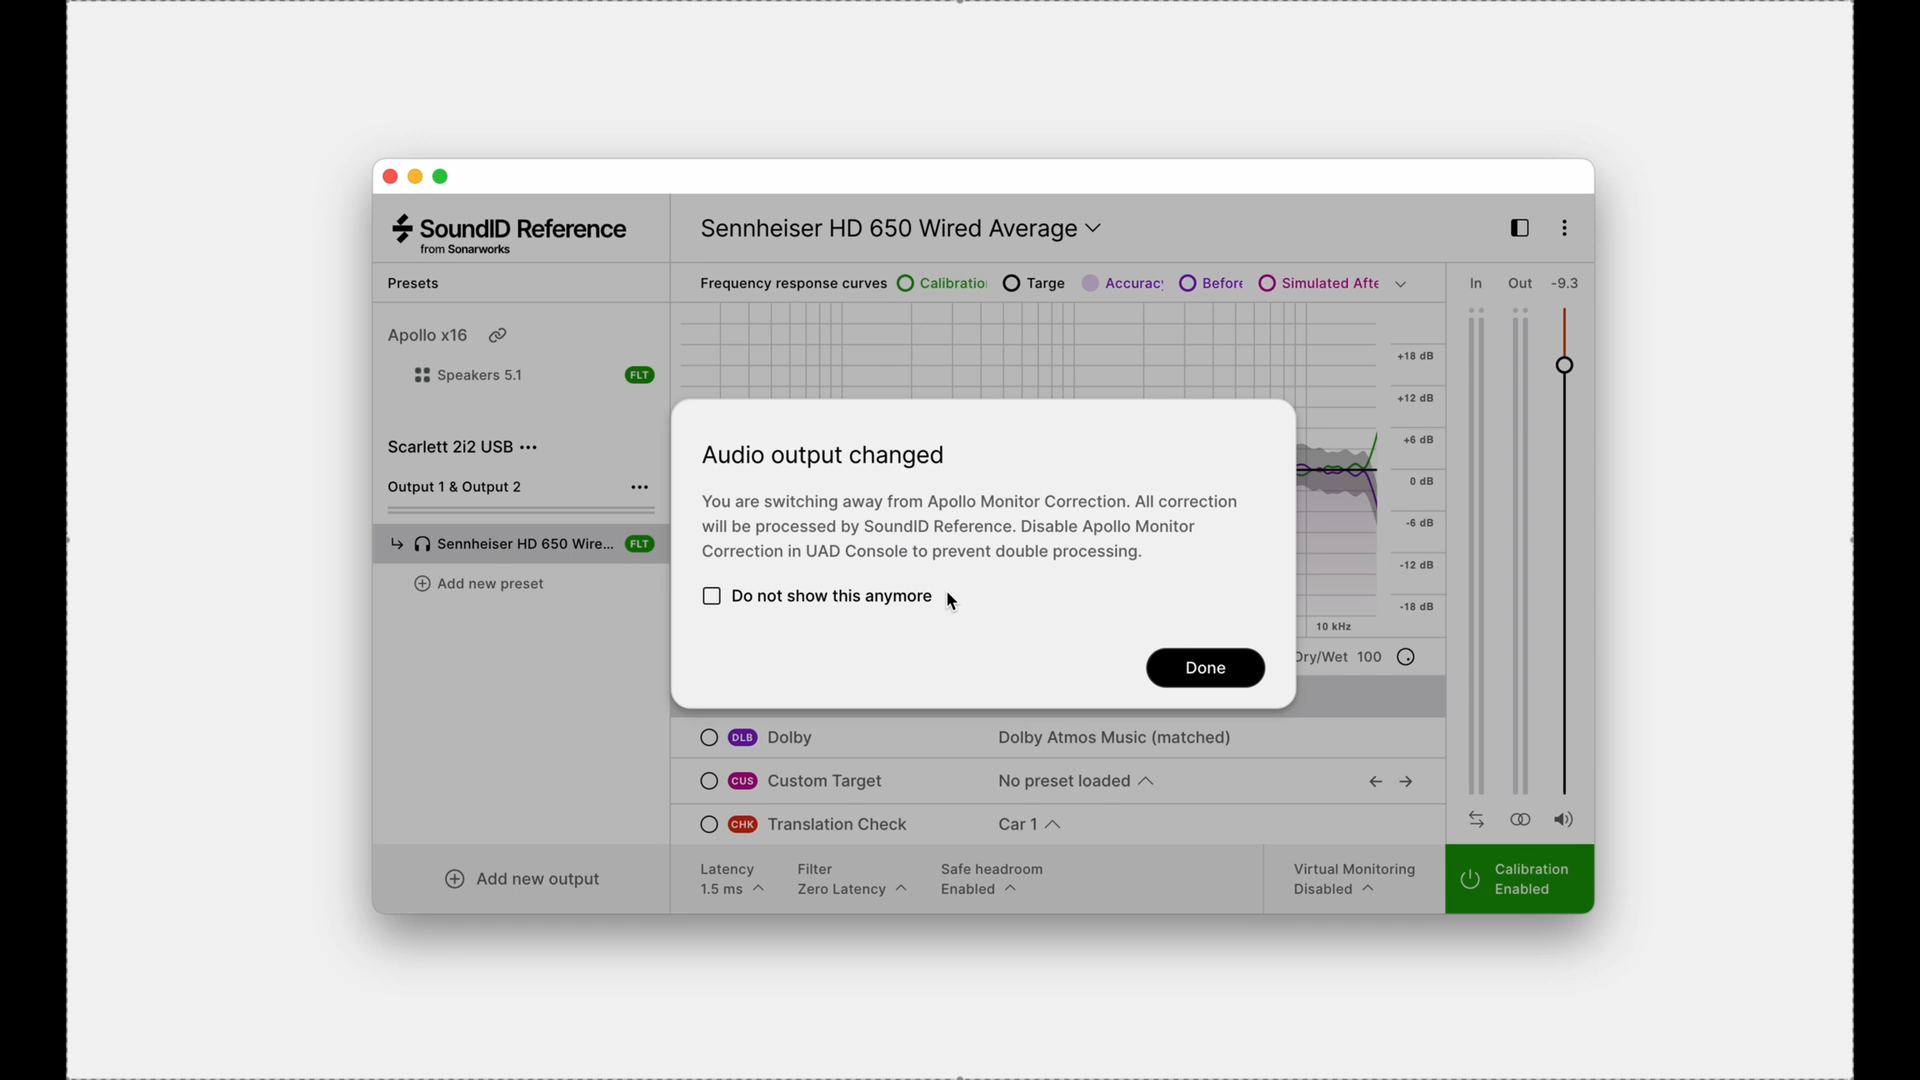 SoundID Reference
from Sonarworks
Sennheiser HD 650 Wired Average
Presets
Frequency response curves
Calibratio
Targe
Accurac
Before
Simulated Afte
In
Out
-9.3
Apollo x16
Speakers 5.1
FLT
Scarlett 2i2 USB
Output 1 & Output 2
Sennheiser HD 650 Wire...
FLT
Add new preset
+18 dB
+12 dB
+6 dB
0 dB
-6 dB
-12 dB
-18 dB
10 kHz
Audio output changed
You are switching away from Apollo Monitor Correction. All correction
will be processed by SoundID Reference. Disable Apollo Monitor
Correction in UAD Console to prevent double processing.
Do not show this anymore
Done
Dry/Wet 100
DLB Dolby
Dolby Atmos Music (matched)
CUS Custom Target
No preset loaded
CHK Translation Check
Car 1
Add new output
Latency
1.5 ms
Filter
Zero Latency
Safe headroom
Enabled
Virtual Monitoring
Disabled
Calibration
Enabled